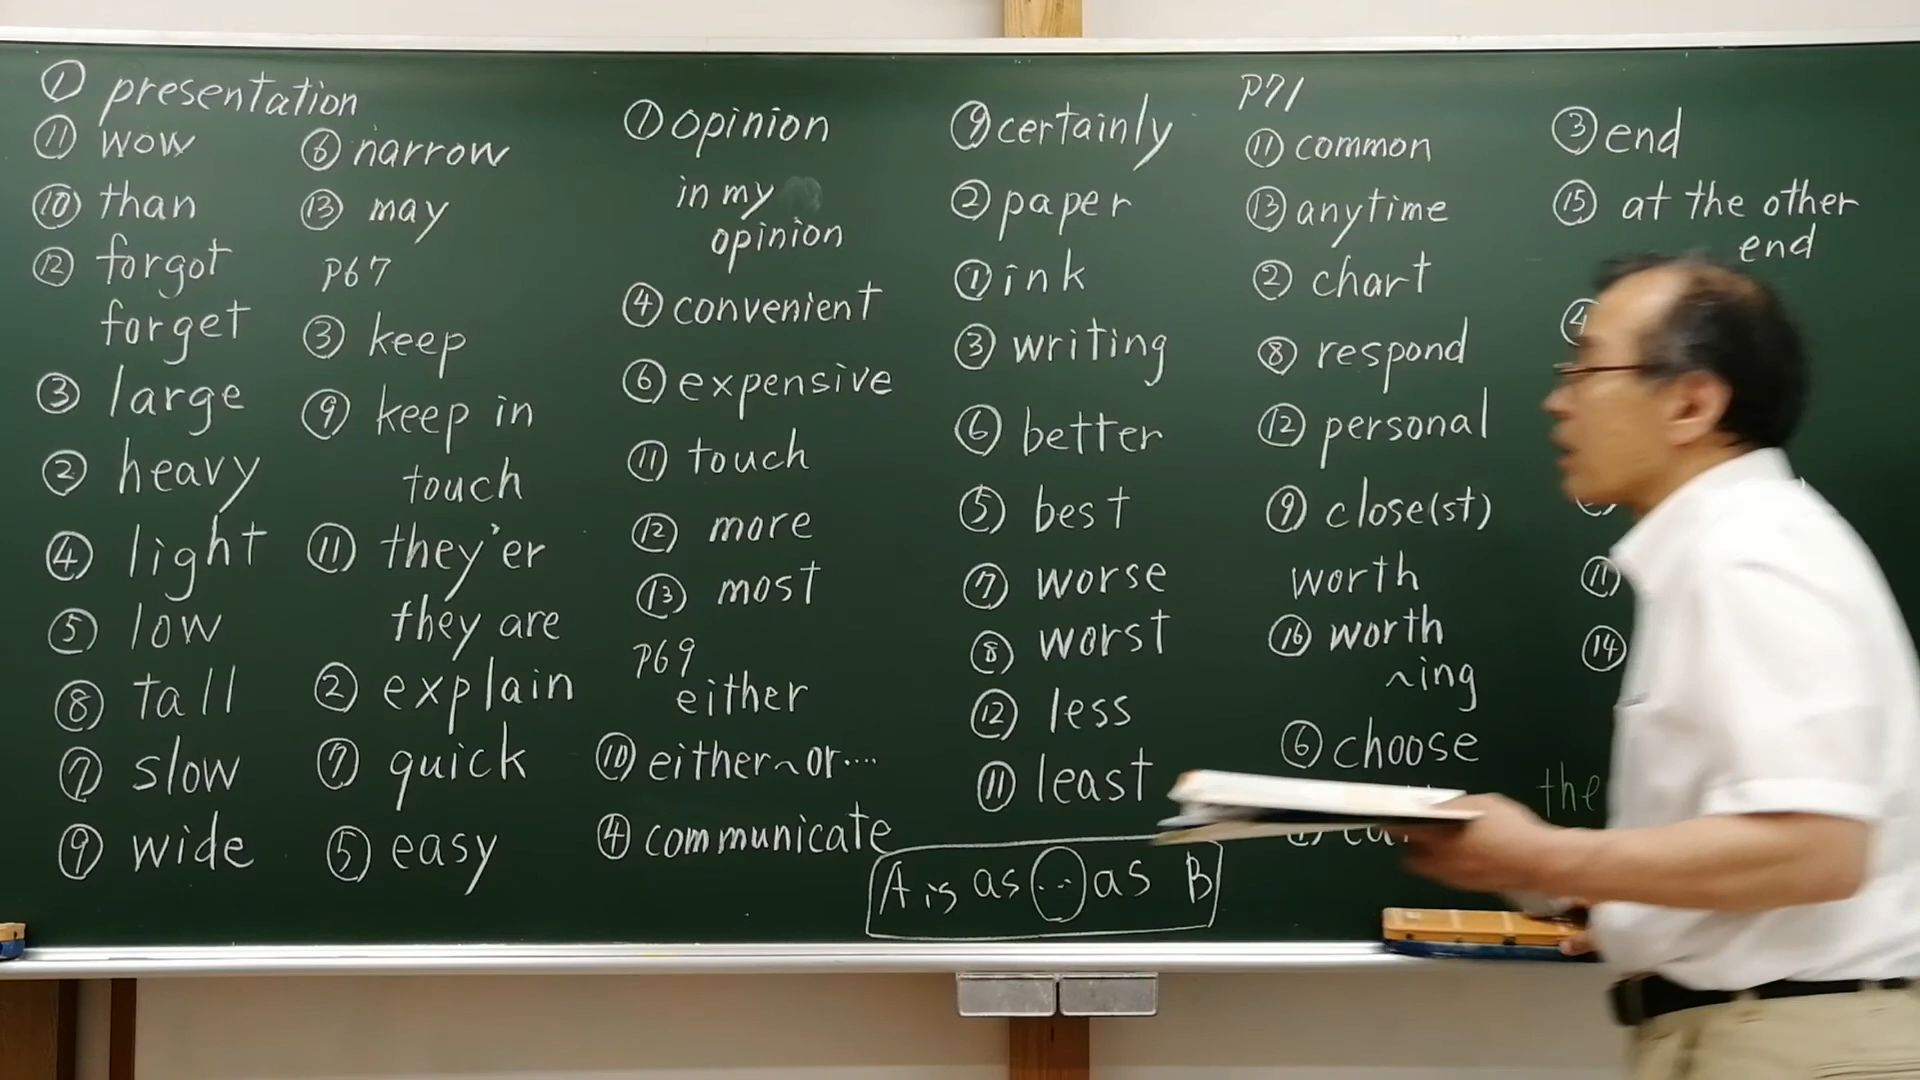 ① presentation
⑪ wow
⑩ than
⑫ forgot
forget
③ large
② heavy
④ light
⑤ low
⑧ tall
⑦ slow
⑨ wide
⑥ narrow
⑬ may
P67
③ keep
⑨ keep in
touch
⑪ they'er
they are
② explain
⑦ quick
⑤ easy
① opinion
in my
opinion
④ convenient
⑥ expensive
⑪ touch
⑫ more
⑬ most
P69
either
⑩ either~or....
④ communicate
⑨ certainly
② paper
① ink
③ writing
⑥ better
⑤ best
⑦ worse
⑧ worst
⑫ less
⑪ least
A is as ... as B
P71
⑪ common
⑬ anytime
② chart
⑧ respond
⑫ personal
⑨ close(st)
worth
⑯ worth
~ing
⑥ choose
③ end
⑮ at the other
end
④
⑪
⑭
the